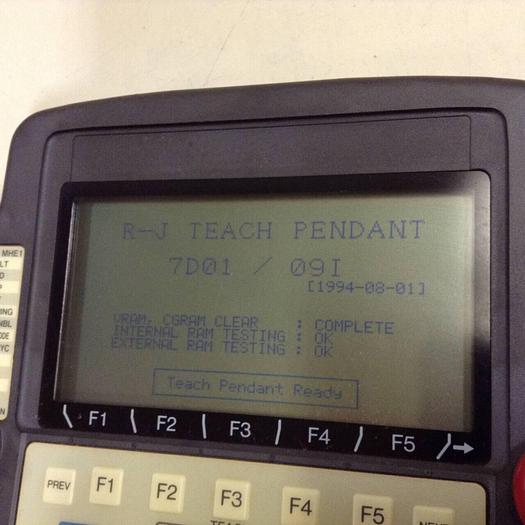 R-J TEACH PENDANT
7D01 / 09I
[1994-08-01]
VRAM, CGRAM CLEAR : COMPLETE
INTERNAL RAM TESTING : OK
EXTERNAL RAM TESTING : OK
Teach Pendant Ready
F1 F2 F3 F4 F5 →
PREV F1 F2 F3 F4 F5